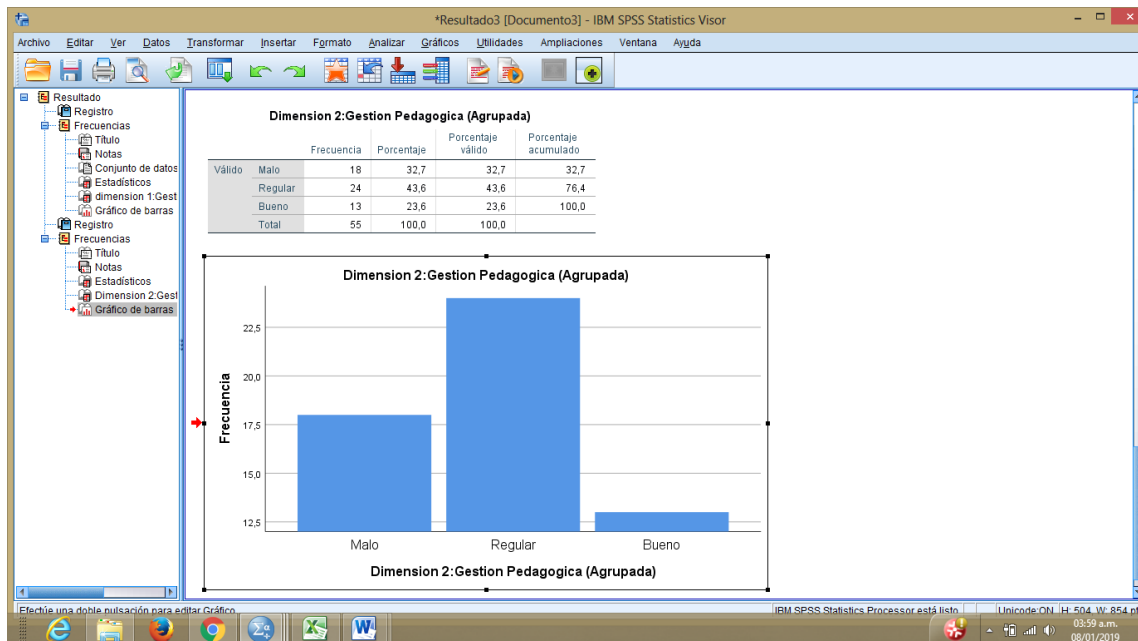 *Resultado3 [Documento3] - IBM SPSS Statistics Visor
Archivo Editar Ver Datos Transformar Insertar Formato Analizar Gráficos Utilidades Ampliaciones Ventana Ayuda
Resultado
Registro
Frecuencias
Título
Notas
Conjunto de datos
Estadísticos
dimension 1:Gest
Gráfico de barras
Registro
Frecuencias
Título
Notas
Estadísticos
Dimension 2:Gest
Gráfico de barras
Dimension 2:Gestion Pedagogica (Agrupada)
Frecuencia Porcentaje Porcentaje válido Porcentaje acumulado
Válido Malo 18 32,7 32,7 32,7
Regular 24 43,6 43,6 76,4
Bueno 13 23,6 23,6 100,0
Total 55 100,0 100,0
Dimension 2:Gestion Pedagogica (Agrupada)
Frecuencia
22,5
20,0
17,5
15,0
12,5
Malo Regular Bueno
Dimension 2:Gestion Pedagogica (Agrupada)
Efectúe una doble pulsación para editar Gráfico
IBM SPSS Statistics Processor está listo Unicode:ON H: 504, W: 854 pt
03:59 a.m.
08/01/2019